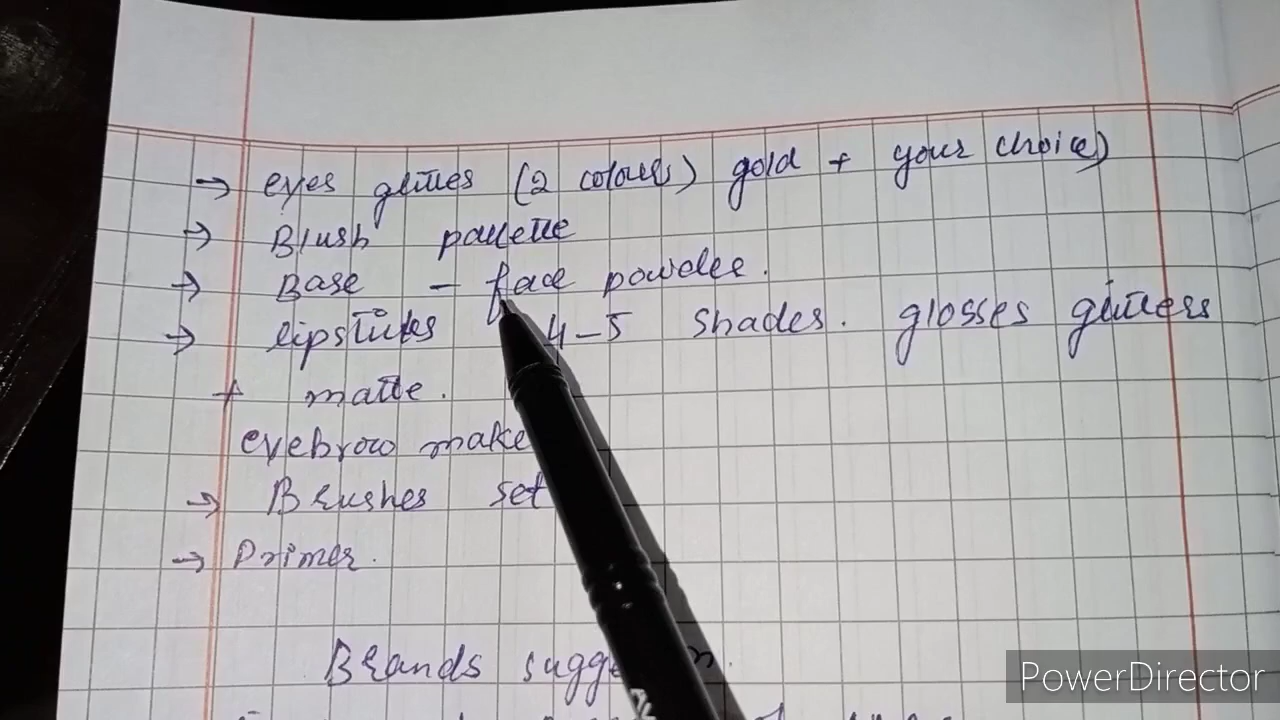 → eyes glitters (2 colours) gold + your choice)
→ Blush pallette
→ Base - face powder.
→ lipsticks 4-5 shades. glosses glitters
+ matte.
eyebrow make
→ Brushes set
→ Primer.
Brands
PowerDirector